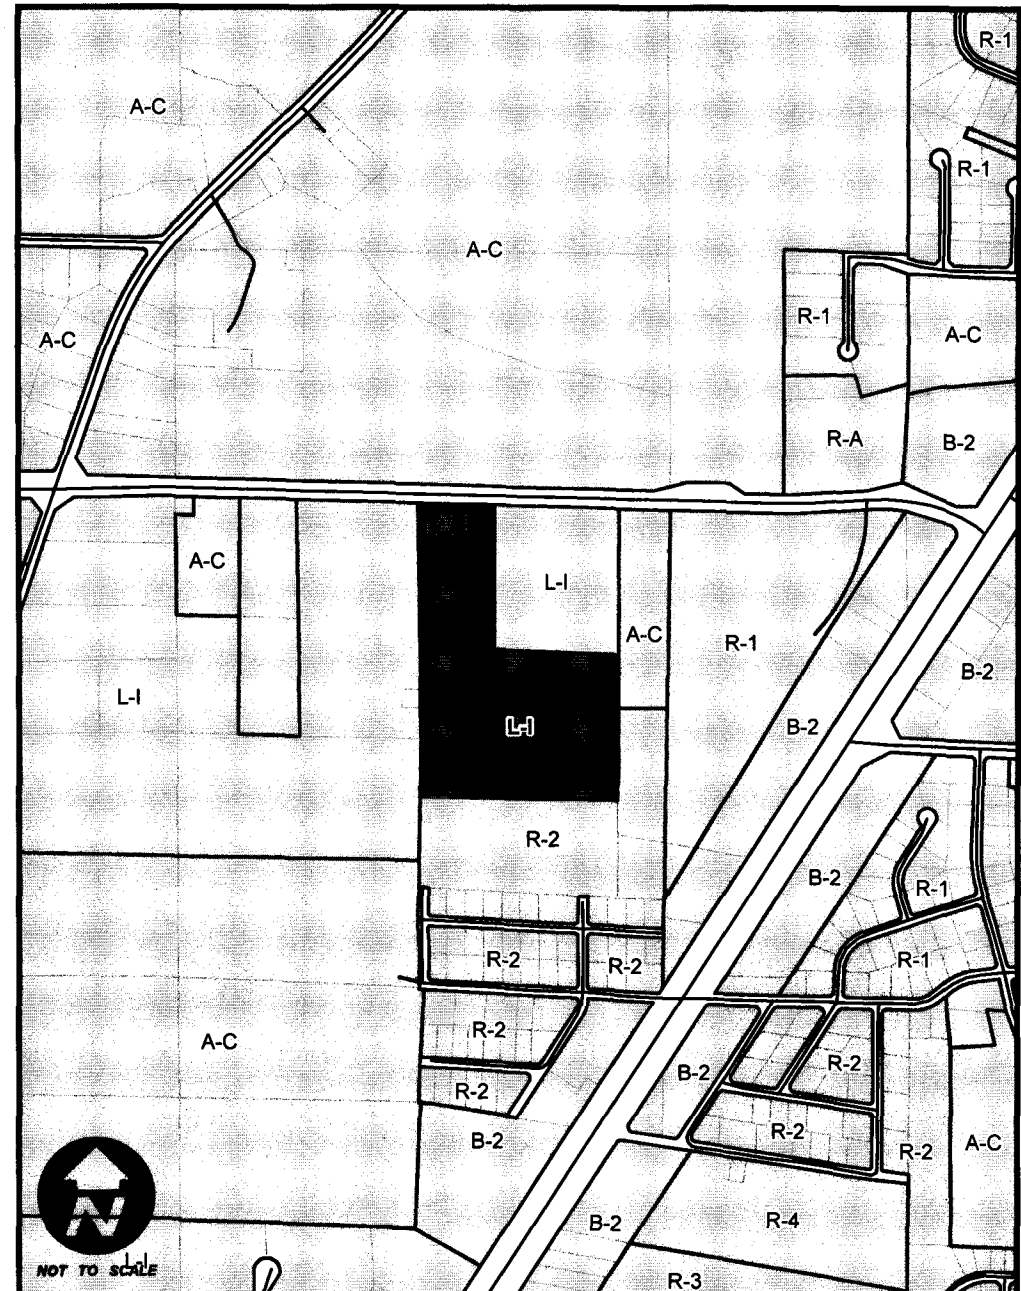 R-1
A-C
R-1
A-C
R-1
A-C
A-C
R-A
B-2
A-C
L-I
A-C
R-1
B-2
L-I
L-I
B-2
R-2
B-2
R-1
R-2
R-2
R-1
R-2
A-C
R-2
B-2
R-2
R-2
B-2
R-2
A-C
N
B-2
R-4
L-I
NOT TO SCALE
R-3